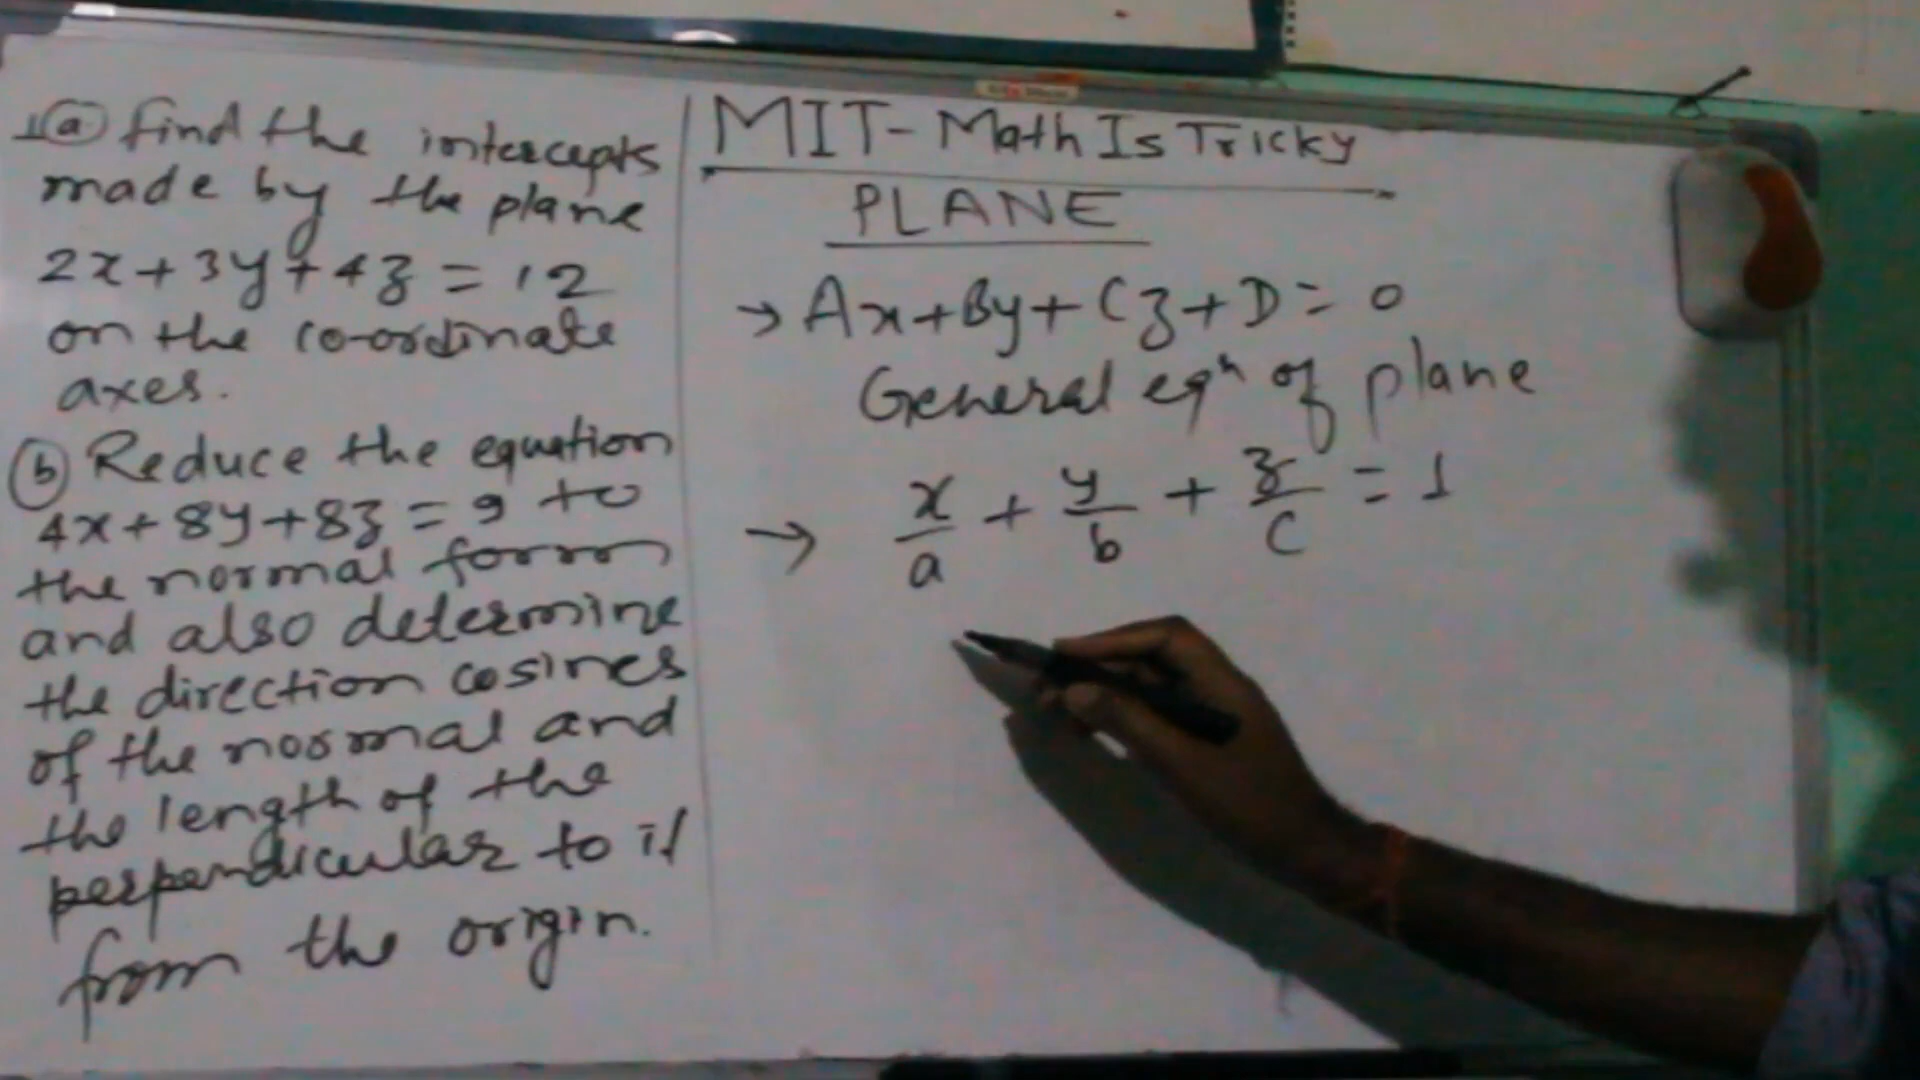 1(a) find the intercepts
made by the plane
2x+3y+4z=12
on the co-ordinate
axes.
(b) Reduce the equation
4x+8y+8z=9 to
the normal form
and also determine
the direction cosines
of the normal and
the length of the
perpendicular to it
from the origin.
MIT-Math Is Tricky
PLANE
→ Ax+By+Cz+D=0
General eqn of plane
→ x/a + y/b + z/c = 1